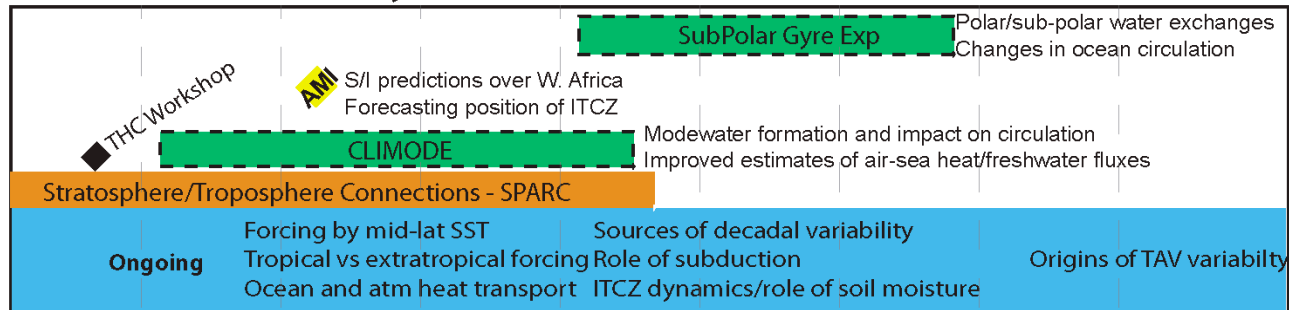 SubPolar Gyre Exp
Polar/sub-polar water exchanges
Changes in ocean circulation
THC Workshop
AMI
S/I predictions over W. Africa
Forecasting position of ITCZ
CLIMODE
Modewater formation and impact on circulation
Improved estimates of air-sea heat/freshwater fluxes
Stratosphere/Troposphere Connections - SPARC
Ongoing
Forcing by mid-lat SST
Tropical vs extratropical forcing
Ocean and atm heat transport
Sources of decadal variability
Role of subduction
ITCZ dynamics/role of soil moisture
Origins of TAV variabilty